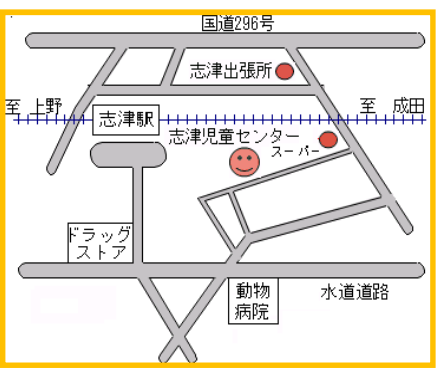 国道296号
志津出張所
至 上野
至 成田
志津駅
志津児童センター
スーパー
ドラッグ
ストア
動物
病院
水道道路